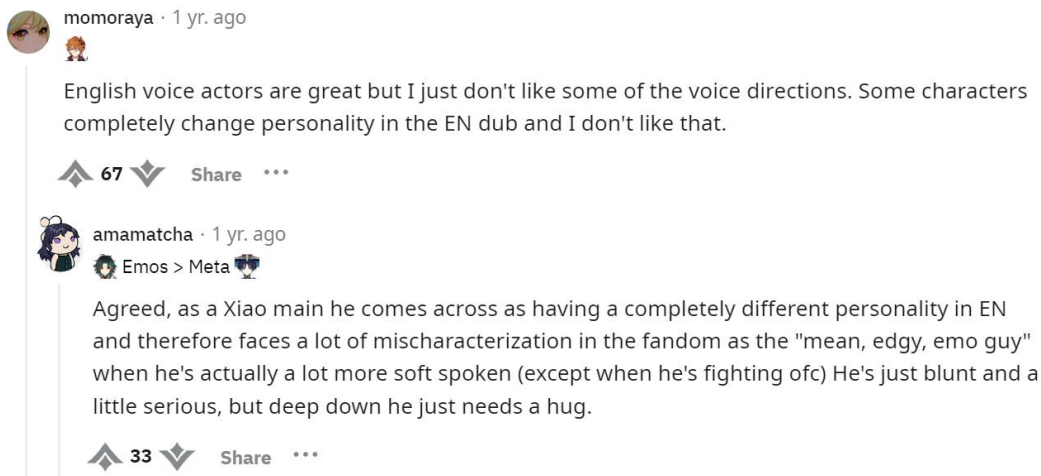 momoraya · 1 yr. ago
English voice actors are great but I just don't like some of the voice directions. Some characters
completely change personality in the EN dub and I don't like that.
67 Share ···
amamatcha · 1 yr. ago
Emos > Meta
Agreed, as a Xiao main he comes across as having a completely different personality in EN
and therefore faces a lot of mischaracterization in the fandom as the "mean, edgy, emo guy"
when he's actually a lot more soft spoken (except when he's fighting ofc) He's just blunt and a
little serious, but deep down he just needs a hug.
33 Share ···